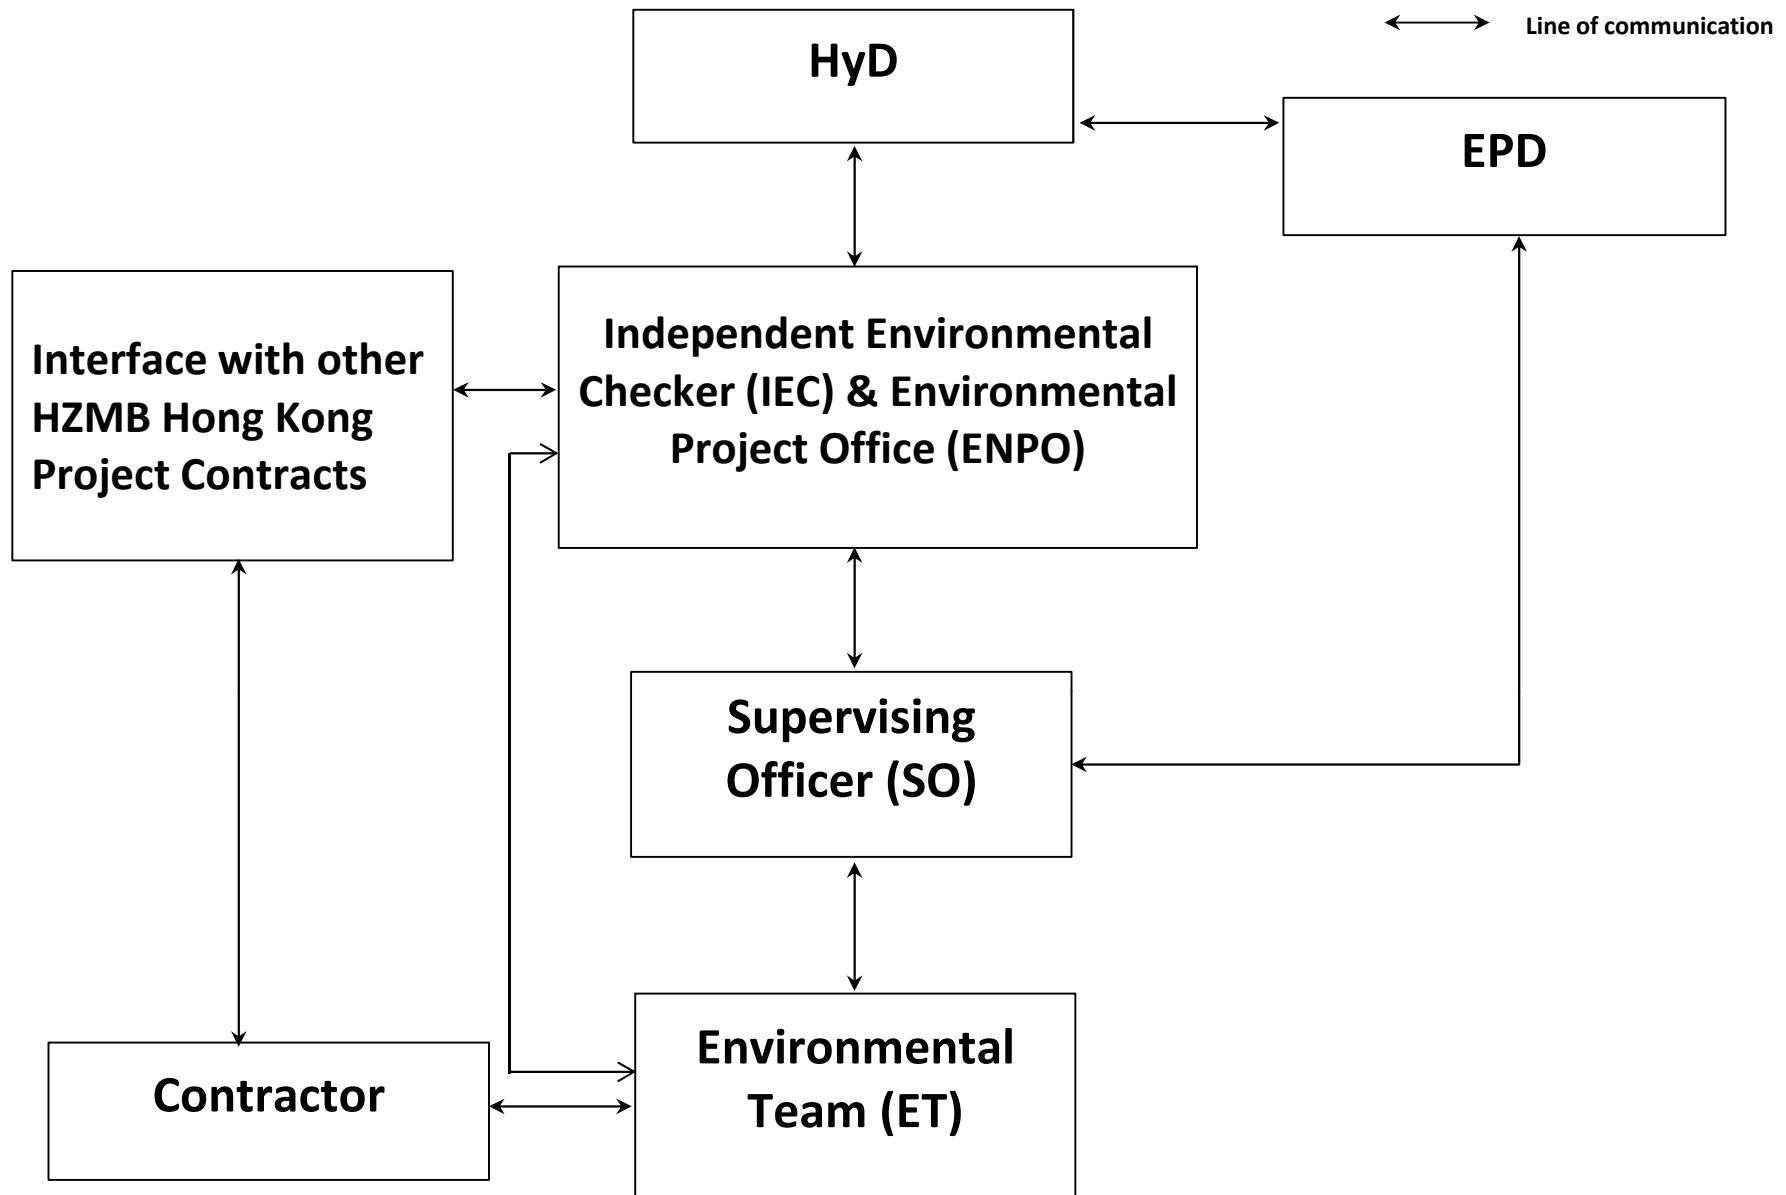 Line of communication
HyD
EPD
Interface with other
HZMB Hong Kong
Project Contracts
Independent Environmental
Checker (IEC) & Environmental
Project Office (ENPO)
Supervising
Officer (SO)
Contractor
Environmental
Team (ET)